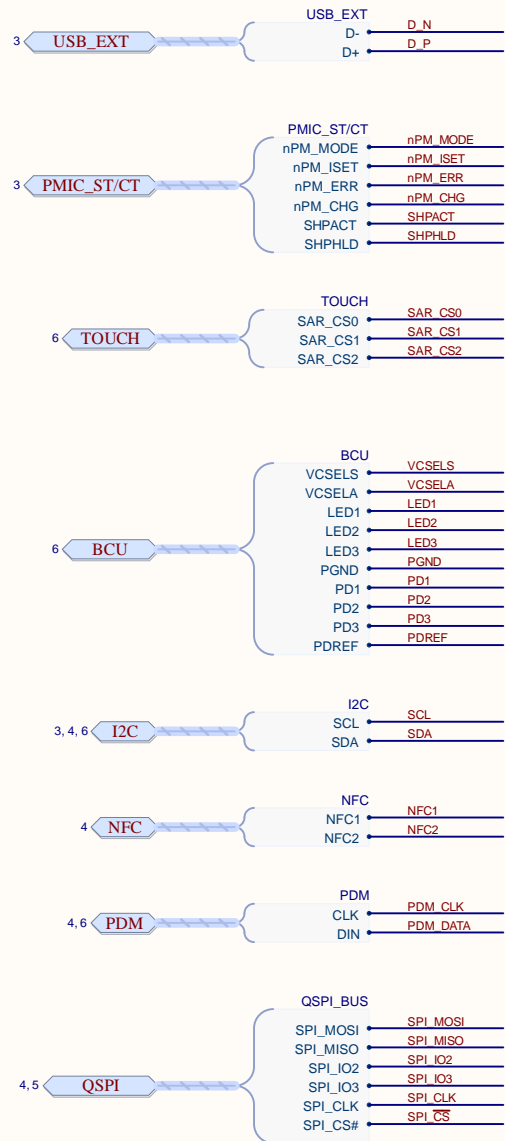 USB_EXT
3 USB_EXT
D- D_N
D+ D_P
PMIC_ST/CT
3 PMIC_ST/CT
nPM_MODE nPM_MODE
nPM_ISET nPM_ISET
nPM_ERR nPM_ERR
nPM_CHG nPM_CHG
SHPACT SHPACT
SHPHLD SHPHLD
TOUCH
6 TOUCH
SAR_CS0 SAR_CS0
SAR_CS1 SAR_CS1
SAR_CS2 SAR_CS2
BCU
6 BCU
VCSELS VCSELS
VCSELA VCSELA
LED1 LED1
LED2 LED2
LED3 LED3
PGND PGND
PD1 PD1
PD2 PD2
PD3 PD3
PDREF PDREF
I2C
3, 4, 6 I2C
SCL SCL
SDA SDA
NFC
4 NFC
NFC1 NFC1
NFC2 NFC2
PDM
4, 6 PDM
CLK PDM_CLK
DIN PDM_DATA
QSPI_BUS
4, 5 QSPI
SPI_MOSI SPI_MOSI
SPI_MISO SPI_MISO
SPI_IO2 SPI_IO2
SPI_IO3 SPI_IO3
SPI_CLK SPI_CLK
SPI_CS# SPI_C̅S̅